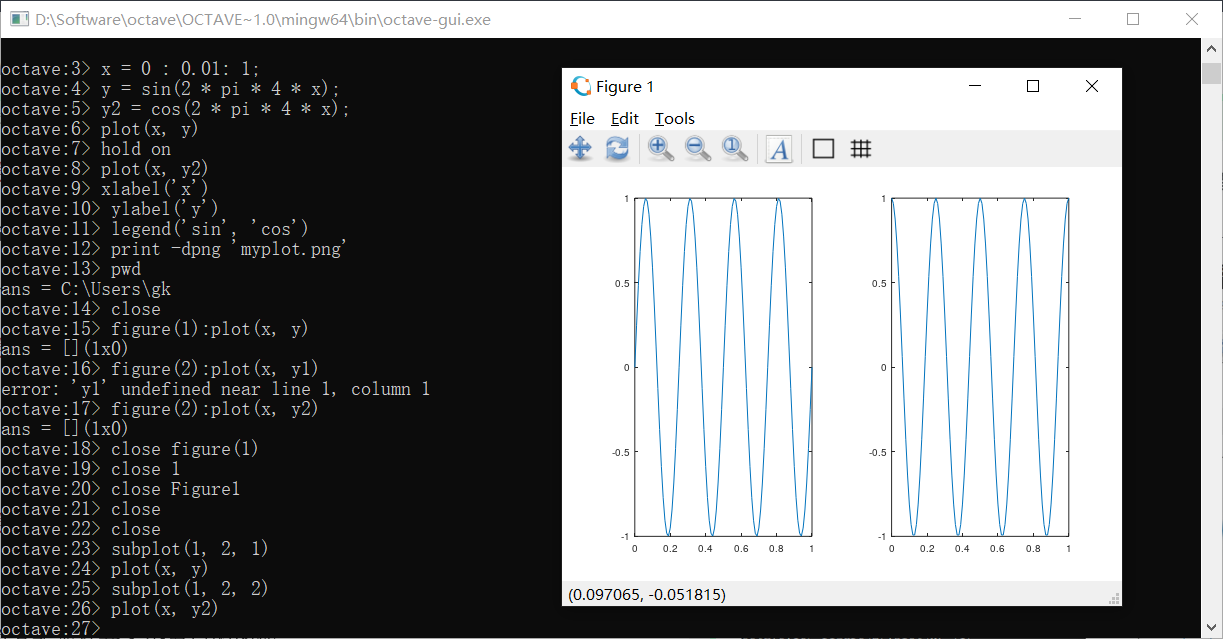 D:\Software\octave\OCTAVE~1.0\mingw64\bin\octave-gui.exe
octave:3> x = 0 : 0.01: 1;
octave:4> y = sin(2 * pi * 4 * x);
octave:5> y2 = cos(2 * pi * 4 * x);
octave:6> plot(x, y)
octave:7> hold on
octave:8> plot(x, y2)
octave:9> xlabel('x')
octave:10> ylabel('y')
octave:11> legend('sin', 'cos')
octave:12> print -dpng 'myplot.png'
octave:13> pwd
ans = C:\Users\gk
octave:14> close
octave:15> figure(1):plot(x, y)
ans = [](1x0)
octave:16> figure(2):plot(x, y1)
error: 'y1' undefined near line 1, column 1
octave:17> figure(2):plot(x, y2)
ans = [](1x0)
octave:18> close figure(1)
octave:19> close 1
octave:20> close Figure1
octave:21> close
octave:22> close
octave:23> subplot(1, 2, 1)
octave:24> plot(x, y)
octave:25> subplot(1, 2, 2)
octave:26> plot(x, y2)
octave:27>
Figure 1
File Edit Tools
1
0.5
0
-0.5
-1
0 0.2 0.4 0.6 0.8 1
1
0.5
0
-0.5
-1
0 0.2 0.4 0.6 0.8 1
(0.097065, -0.051815)